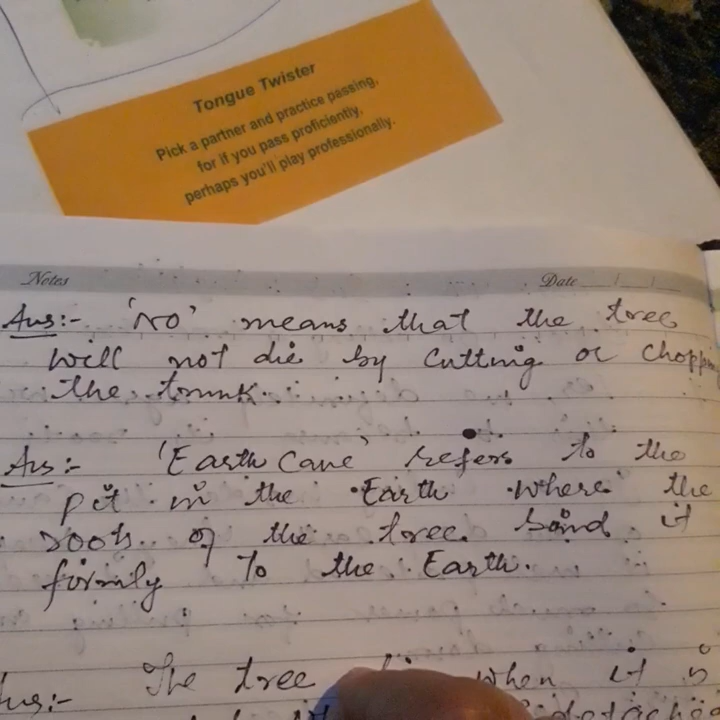 Tongue Twister
Pick a partner and practice passing,
for if you pass proficiently,
perhaps you'll play professionally.
Notes Date
Ans:- 'NO' means that the tree
will not die by cutting or
the trunk.
Ans:- 'Earth Cave' refers to the
pit in the Earth where the
roots of the tree bind it
firmly To the Earth.
The tree when it is